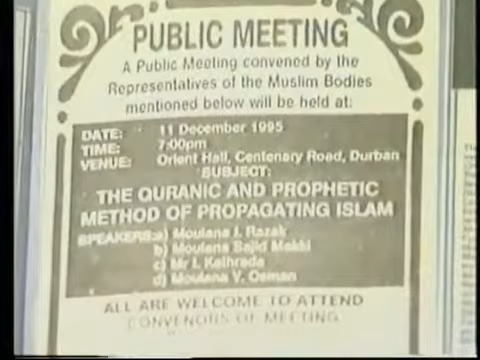 PUBLIC MEETING
A Public Meeting convened by the
Representatives of the Muslim Bodies
mentioned below will be held at:
DATE: 11 December 1995
TIME: 7:00pm
VENUE: Orient Hall, Centenary Road, Durban
SUBJECT:
THE QURANIC AND PROPHETIC
METHOD OF PROPAGATING ISLAM
SPEAKERS: a) Moulana I. Razak
b) Moulana Sajid Makki
c) Mr I. Kathrada
d) Moulana Y. Osman
ALL ARE WELCOME TO ATTEND
CONVENORS OF MEETING